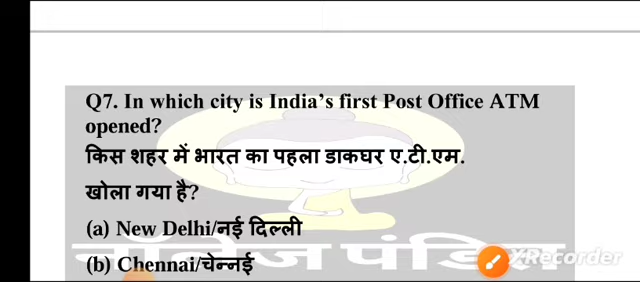 Q7. In which city is India's first Post Office ATM
opened?
किस शहर में भारत का पहला डाकघर ए.टी.एम.
खोला गया है?
(a) New Delhi/नई दिल्ली
नॉलेज पंडित
XRecorder
(b) Chennai/चेन्नई